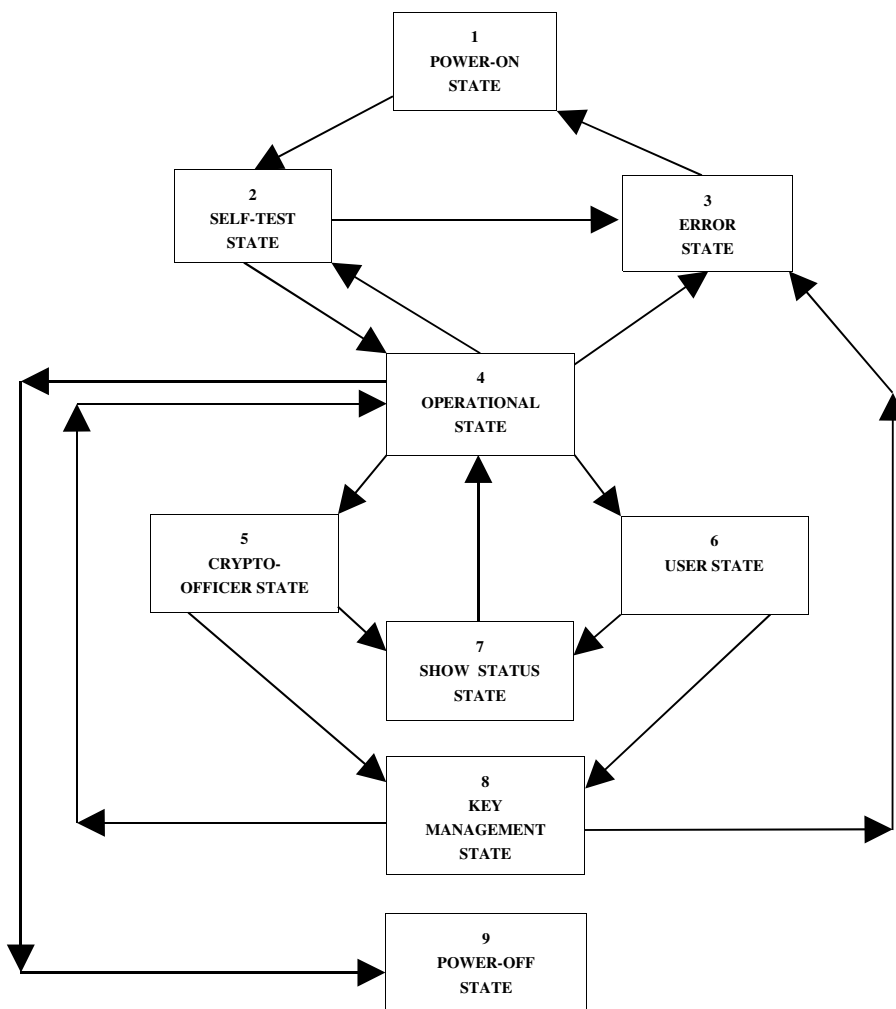 1
POWER-ON
STATE
2
SELF-TEST
STATE
3
ERROR
STATE
4
OPERATIONAL
STATE
5
CRYPTO-
OFFICER STATE
6
USER STATE
7
SHOW STATUS
STATE
8
KEY
MANAGEMENT
STATE
9
POWER-OFF
STATE